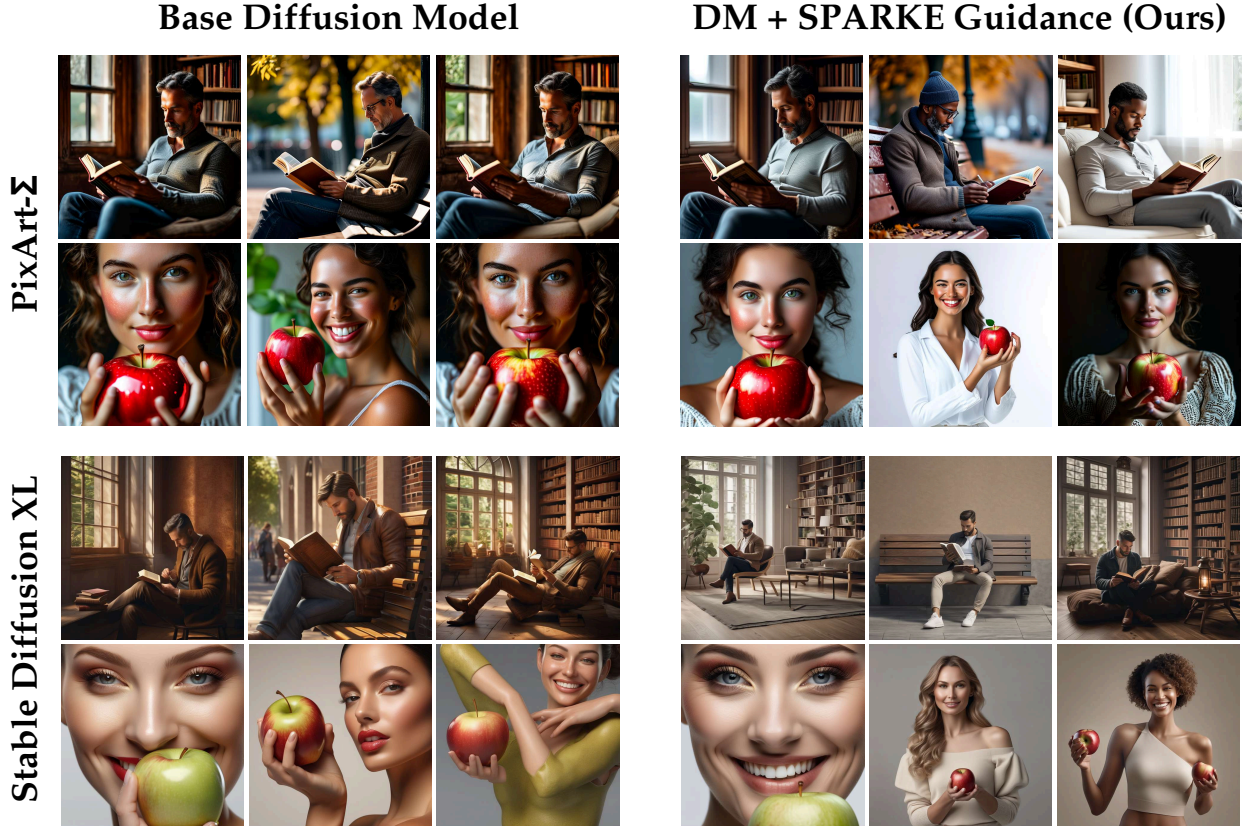 Base Diffusion Model
DM + SPARKE Guidance (Ours)
PixArt-Σ
Stable Diffusion XL